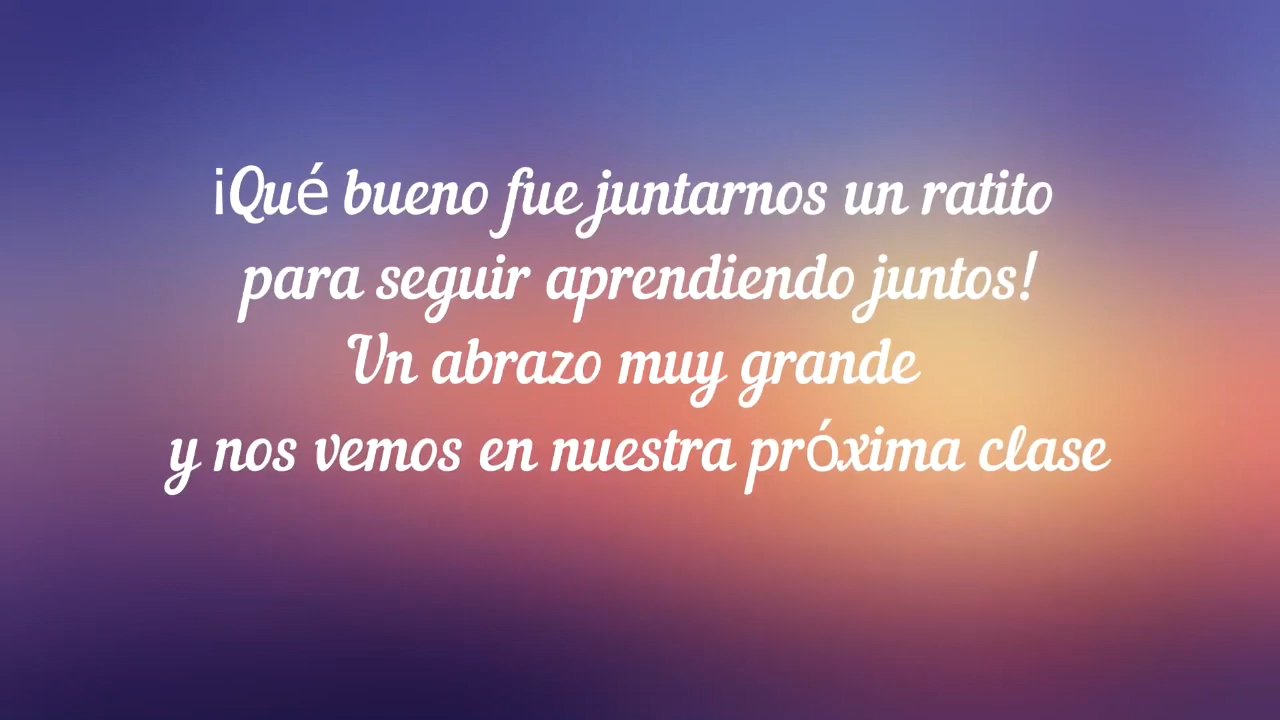 ¡Qué bueno fue juntarnos un ratito
para seguir aprendiendo juntos!
Un abrazo muy grande
y nos vemos en nuestra próxima clase